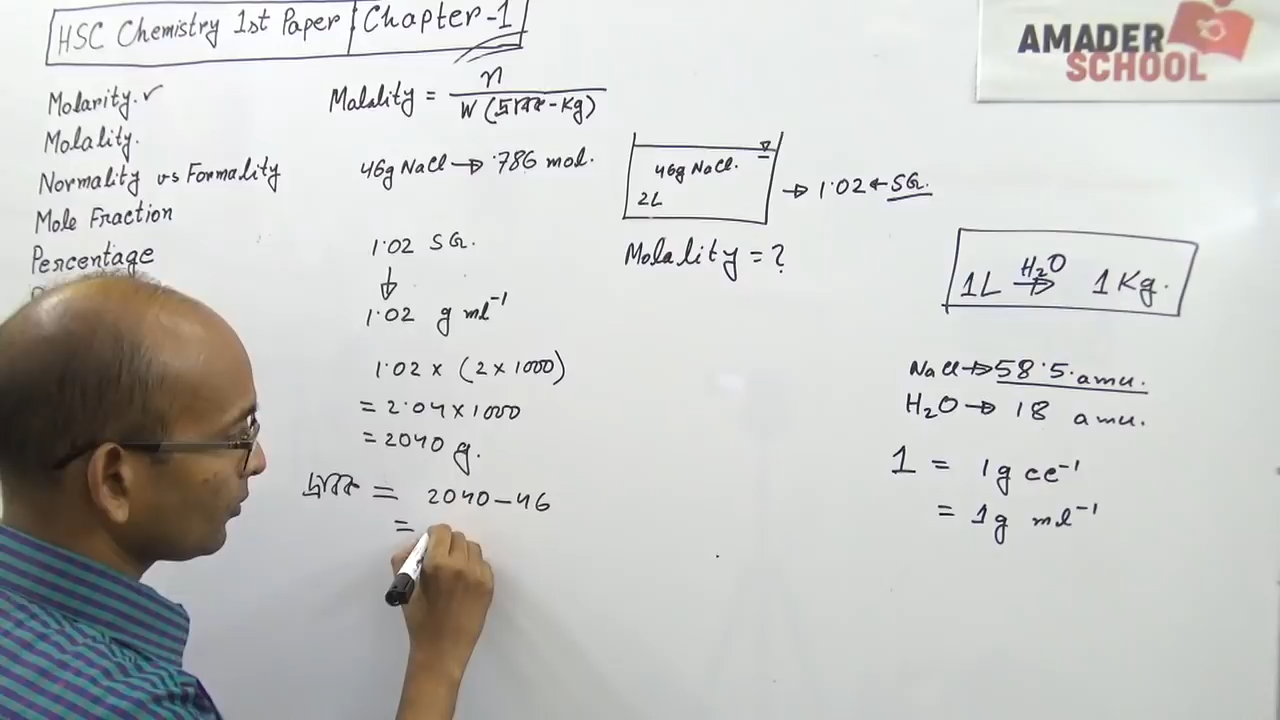 HSC Chemistry 1st Paper | Chapter-1
AMADER
SCHOOL
Molarity. ✓
Molality.
Normality vs Formality
Mole Fraction
Percentage
Molality = n / W (দ্রাবক-Kg)
46g NaCl → .786 mol.
1.02 SG.
↓
1.02 g ml⁻¹
1.02 × (2 × 1000)
= 2.04 × 1000
= 2040 g.
দ্রাবক = 2040 - 46
=
46g NaCl.
2L
→ 1.02 ← SG.
Molality = ?
1L →H₂O 1 Kg.
NaCl → 58.5 amu.
H₂O → 18 amu.
1 = 1g cc⁻¹
= 1g ml⁻¹